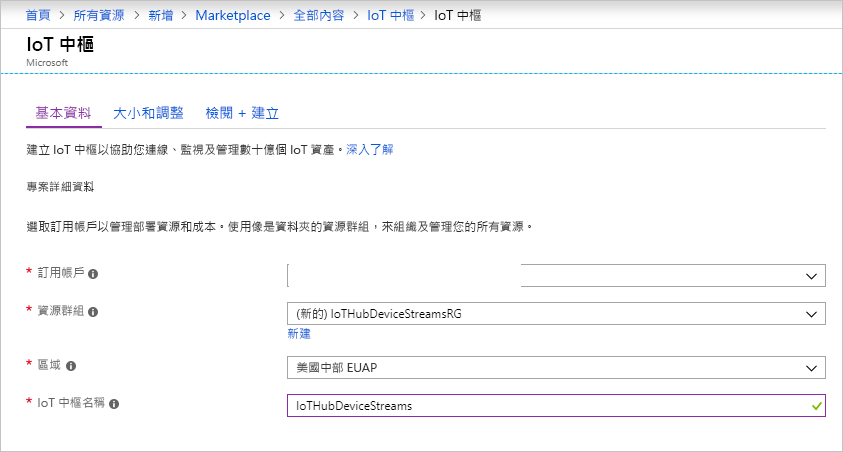 首頁 > 所有資源 > 新增 > Marketplace > 全部內容 > IoT 中樞 > IoT 中樞
IoT 中樞
Microsoft
基本資料 大小和調整 檢閱 + 建立
建立 IoT 中樞以協助您連線、監視及管理數十億個 IoT 資產。深入了解
專案詳細資料
選取訂用帳戶以管理部署資源和成本。使用像是資料夾的資源群組，來組織及管理您的所有資源。
* 訂用帳戶
* 資源群組 (新的) IoTHubDeviceStreamsRG
新建
* 區域 美國中部 EUAP
* IoT 中樞名稱 IoTHubDeviceStreams